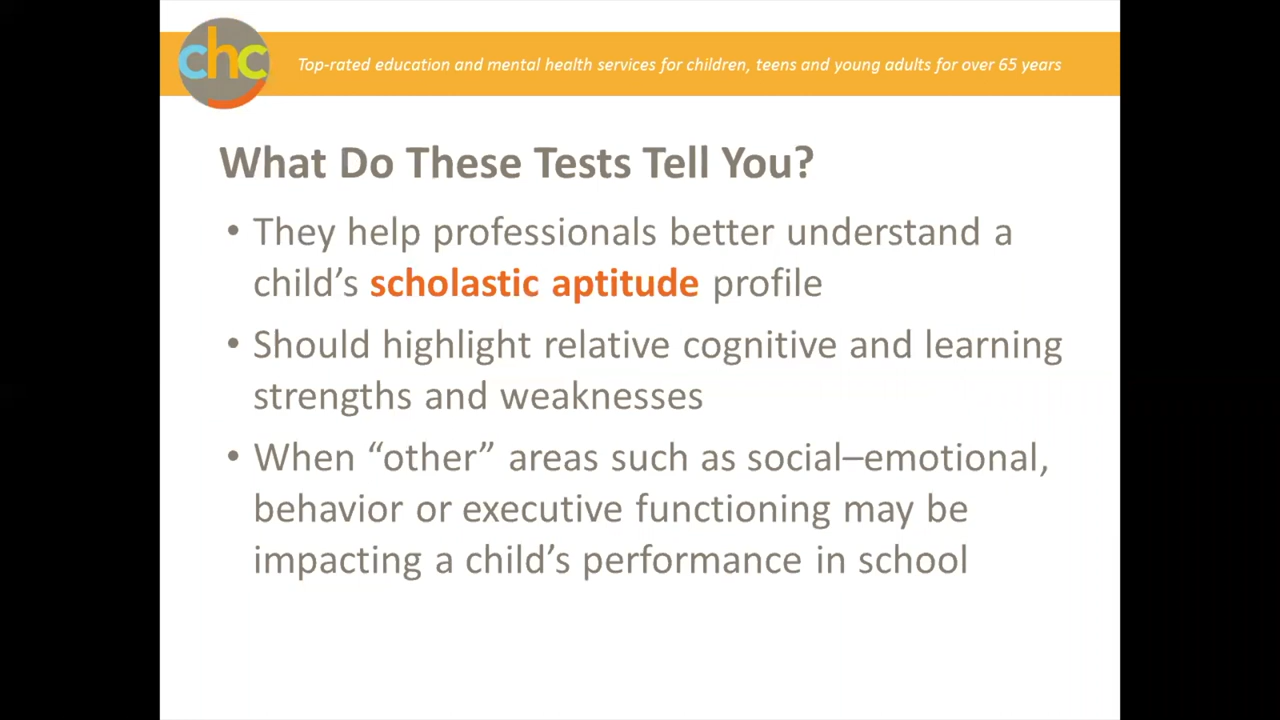 chc
Top-rated education and mental health services for children, teens and young adults for over 65 years
What Do These Tests Tell You?
• They help professionals better understand a
child’s scholastic aptitude profile
• Should highlight relative cognitive and learning
strengths and weaknesses
• When “other” areas such as social–emotional,
behavior or executive functioning may be
impacting a child’s performance in school